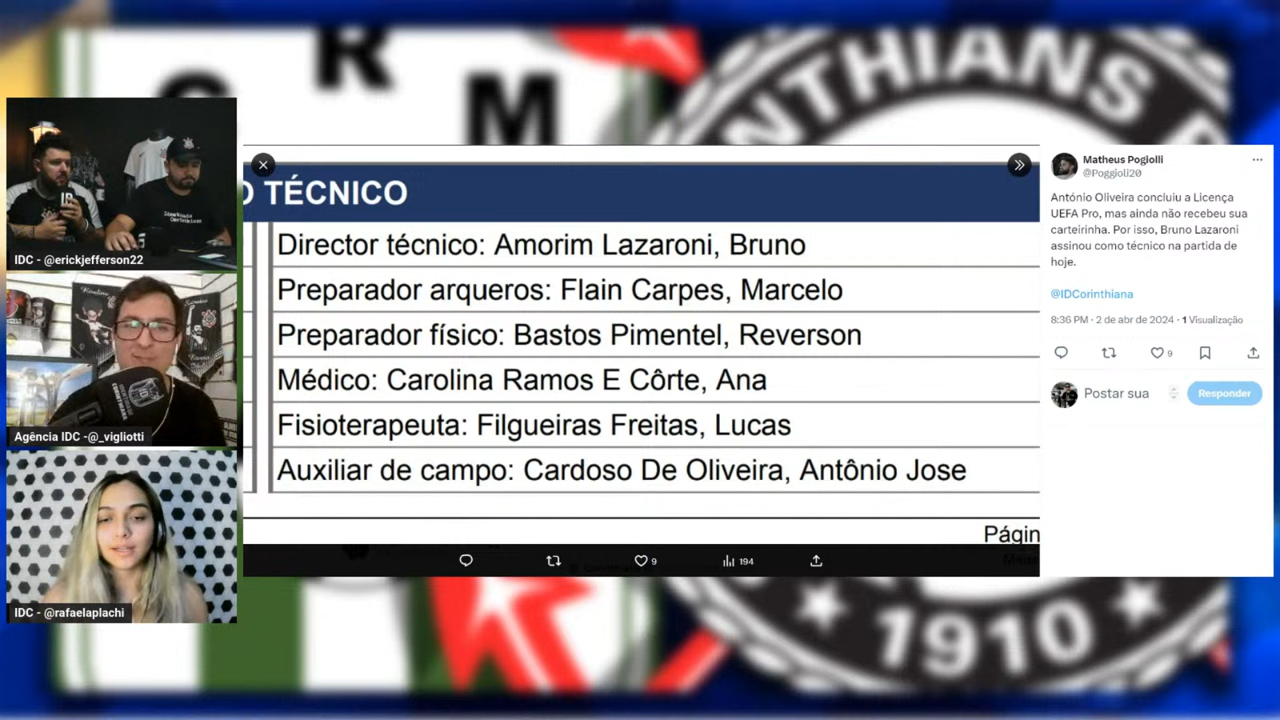 R
M
INTHIANS P
1910
IDC - @erickjefferson22
Agência IDC -@_vigliotti
IDC - @rafaelaplachi
O TÉCNICO
Director técnico: Amorim Lazaroni, Bruno
Preparador arqueros: Flain Carpes, Marcelo
Preparador físico: Bastos Pimentel, Reverson
Médico: Carolina Ramos E Côrte, Ana
Fisioterapeuta: Filgueiras Freitas, Lucas
Auxiliar de campo: Cardoso De Oliveira, Antônio Jose
Págin
9
194
Matheus Pogiolli
@Poggioli20
António Oliveira concluiu a Licença
UEFA Pro, mas ainda não recebeu sua
carteirinha. Por isso, Bruno Lazaroni
assinou como técnico na partida de
hoje.
@IDCorinthiana
8:36 PM · 2 de abr de 2024 · 1 Visualização
9
Postar sua
Responder